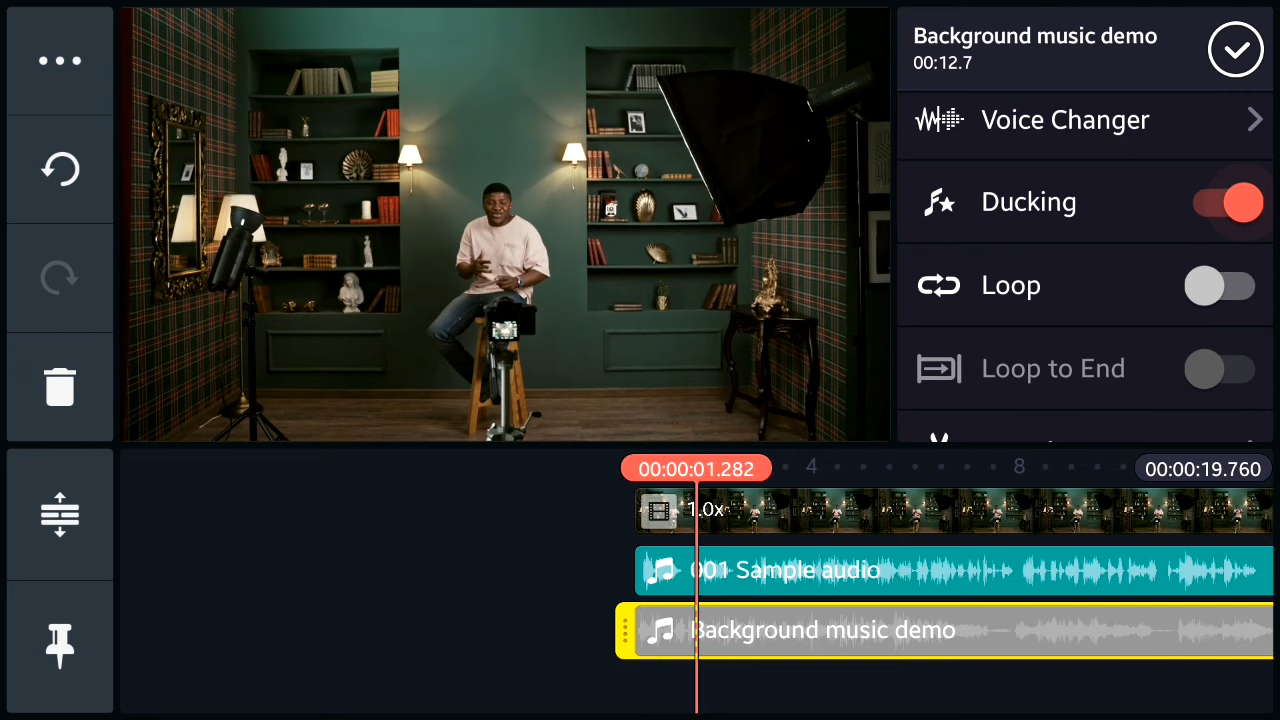 Background music demo
00:12.7
Voice Changer
Ducking
Loop
Loop to End
00:00:01.282
4
8
00:00:19.760
1.0x
001 Sample audio
Background music demo